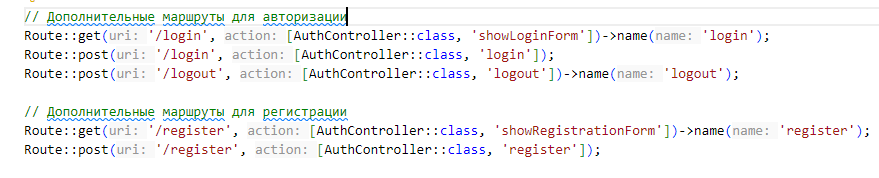 // Дополнительные маршруты для авторизации
Route::get(uri: '/login', action: [AuthController::class, 'showLoginForm'])->name(name: 'login');
Route::post(uri: '/login', action: [AuthController::class, 'login']);
Route::post(uri: '/logout', action: [AuthController::class, 'logout'])->name(name: 'logout');
// Дополнительные маршруты для регистрации
Route::get(uri: '/register', action: [AuthController::class, 'showRegistrationForm'])->name(name: 'register');
Route::post(uri: '/register', action: [AuthController::class, 'register']);